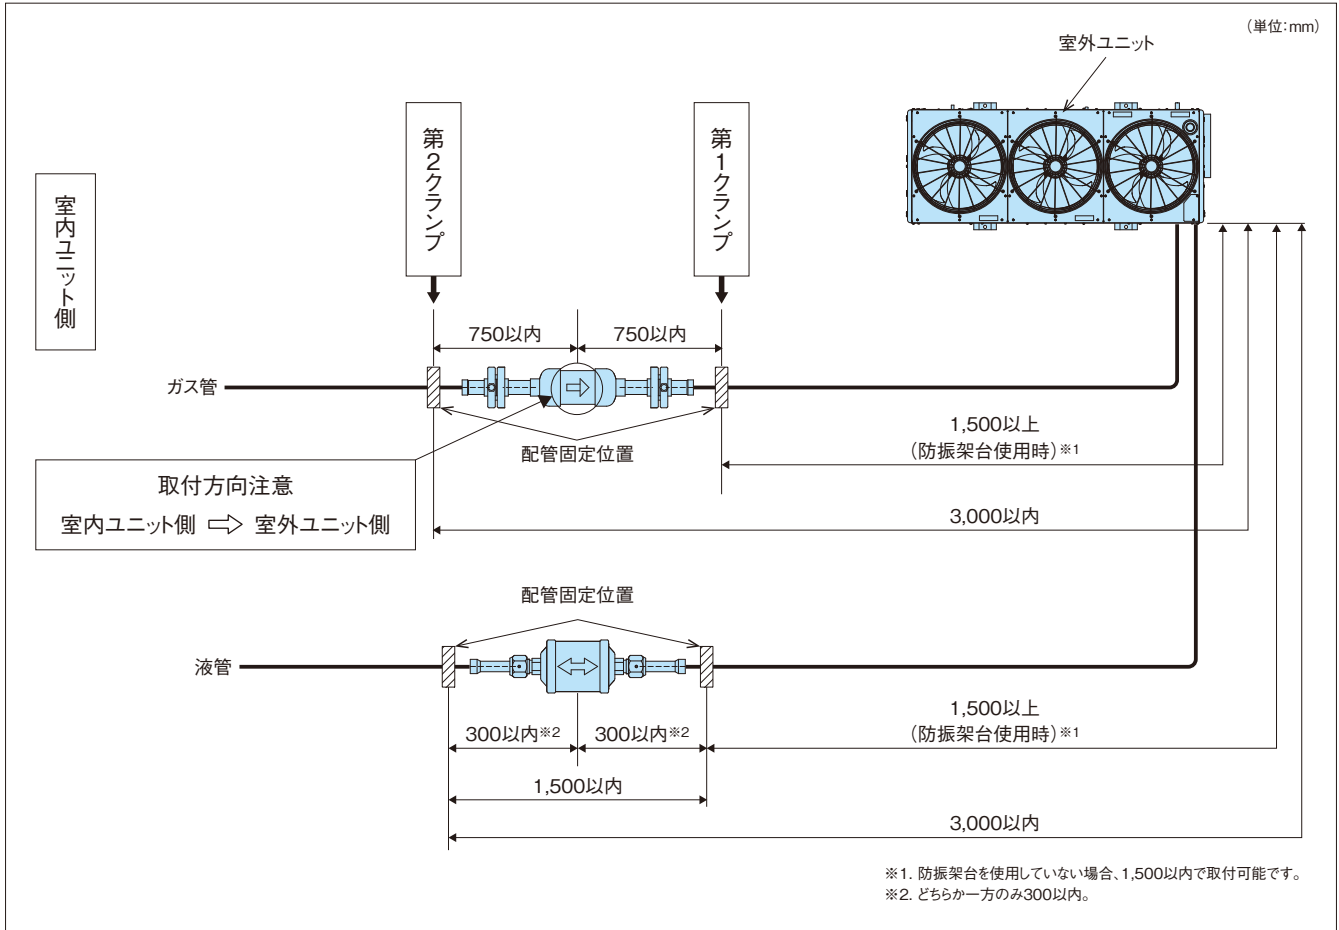 (単位:mm)
室外ユニット
第2クランプ
第1クランプ
室内ユニット側
750以内
750以内
ガス管
配管固定位置
1,500以上
(防振架台使用時)※1
取付方向注意
室内ユニット側 ⇨ 室外ユニット側
3,000以内
配管固定位置
液管
300以内※2
300以内※2
1,500以上
(防振架台使用時)※1
1,500以内
3,000以内
※1. 防振架台を使用していない場合、1,500以内で取付可能です。
※2. どちらか一方のみ300以内。